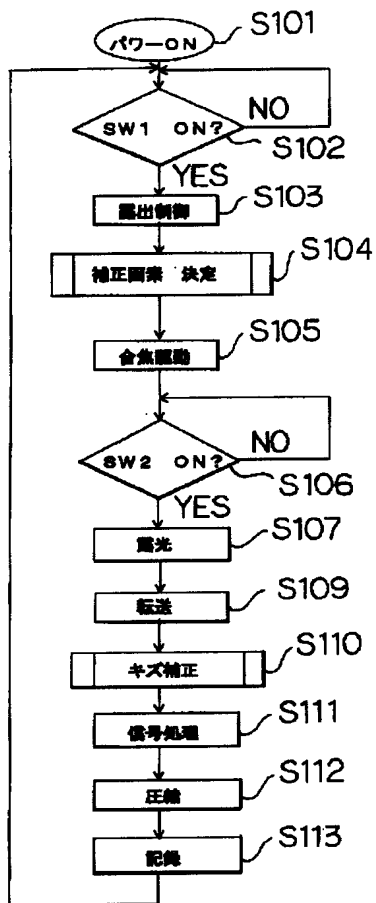 パワーON
S101
SW1 ON?
NO
S102
YES
露出制御
S103
補正画素 決定
S104
合焦駆動
S105
SW2 ON?
NO
S106
YES
露光
S107
転送
S109
キズ補正
S110
信号処理
S111
圧縮
S112
記録
S113